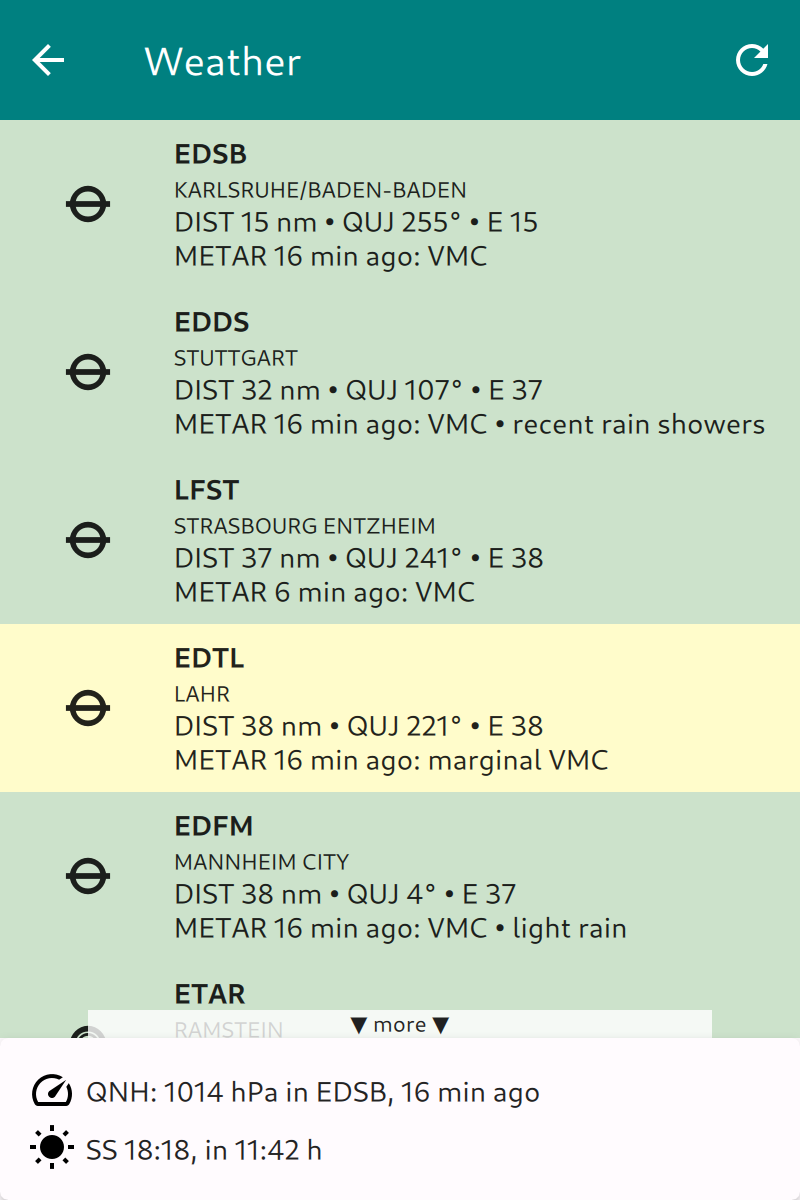 Weather
EDSB
KARLSRUHE/BADEN-BADEN
DIST 15 nm • QUJ 255° • E 15
METAR 16 min ago: VMC
EDDS
STUTTGART
DIST 32 nm • QUJ 107° • E 37
METAR 16 min ago: VMC • recent rain showers
LFST
STRASBOURG ENTZHEIM
DIST 37 nm • QUJ 241° • E 38
METAR 6 min ago: VMC
EDTL
LAHR
DIST 38 nm • QUJ 221° • E 38
METAR 16 min ago: marginal VMC
EDFM
MANNHEIM CITY
DIST 38 nm • QUJ 4° • E 37
METAR 16 min ago: VMC • light rain
ETAR
RAMSTEIN
▼ more ▼
QNH: 1014 hPa in EDSB, 16 min ago
SS 18:18, in 11:42 h